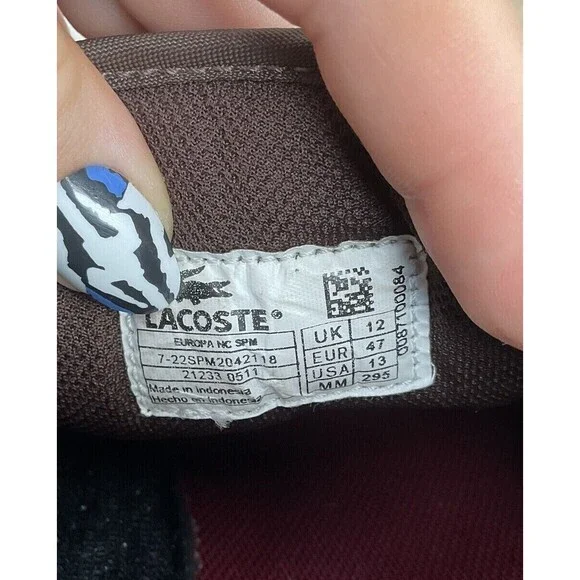 LACOSTE®
EUROPA NC SPM
7-22SPM2042118
21233 0511
Made in Indonesia
Hecho en Indonesia
UK 12
EUR 47
USA 13
MM 295
0087700084